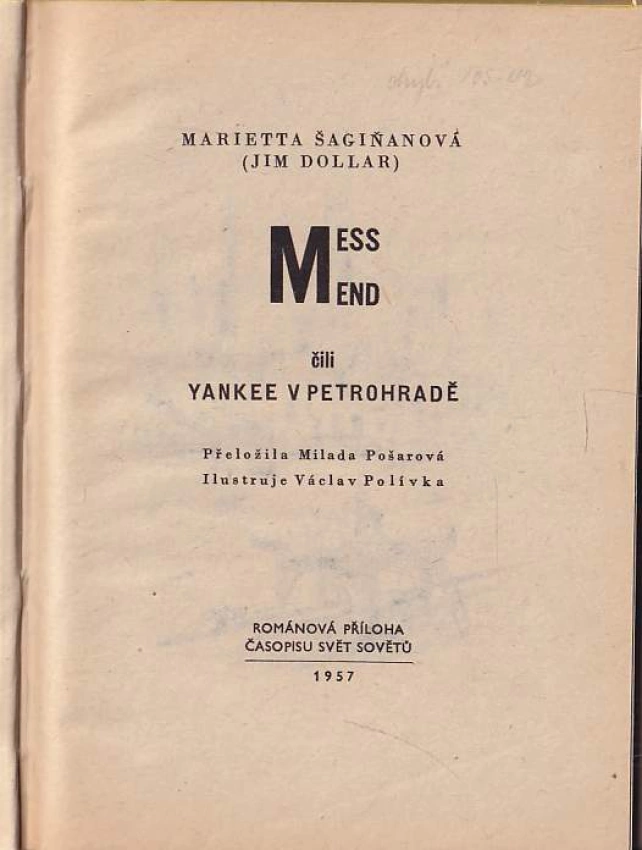 MARIETTA ŠAGIŇANOVÁ
(JIM DOLLAR)
MESS
MEND
čili
YANKEE V PETROHRADĚ
Přeložila Milada Pošarová
Ilustruje Václav Polívka
ROMÁNOVÁ PŘÍLOHA
ČASOPISU SVĚT SOVĚTŮ
1957